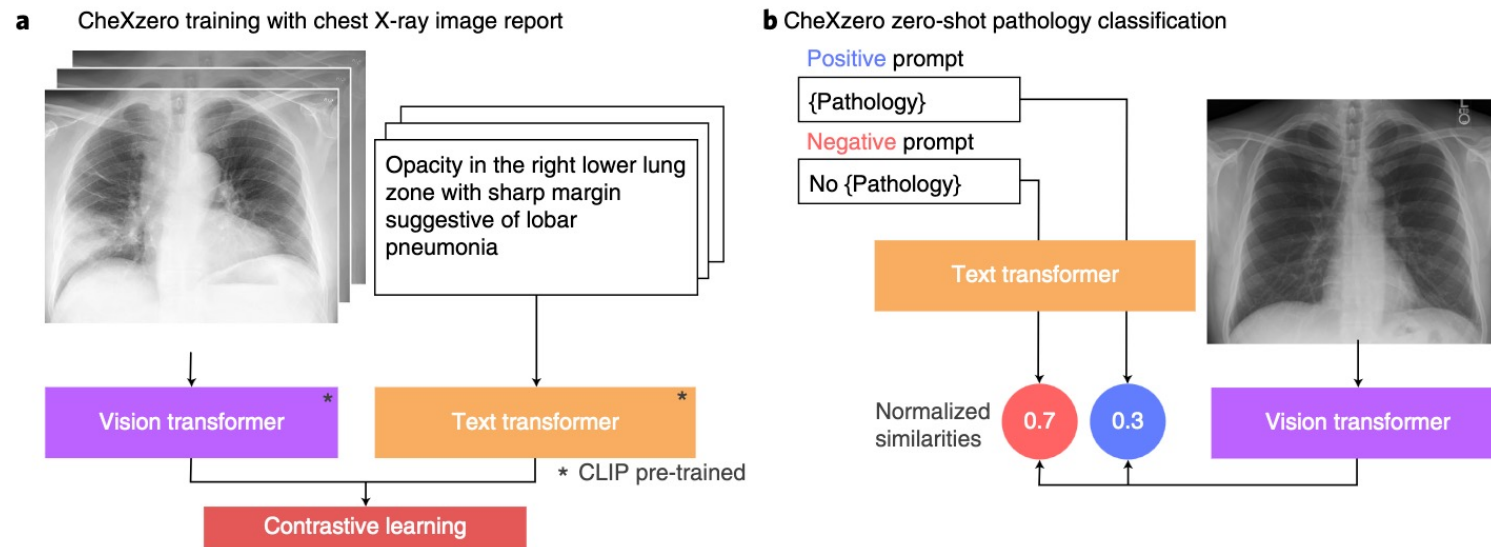 a CheXzero training with chest X-ray image report
Opacity in the right lower lung
zone with sharp margin
suggestive of lobar
pneumonia
Vision transformer *
Text transformer *
* CLIP pre-trained
Contrastive learning
b CheXzero zero-shot pathology classification
Positive prompt
{Pathology}
Negative prompt
No {Pathology}
Text transformer
Normalized
similarities
0.7
0.3
Vision transformer